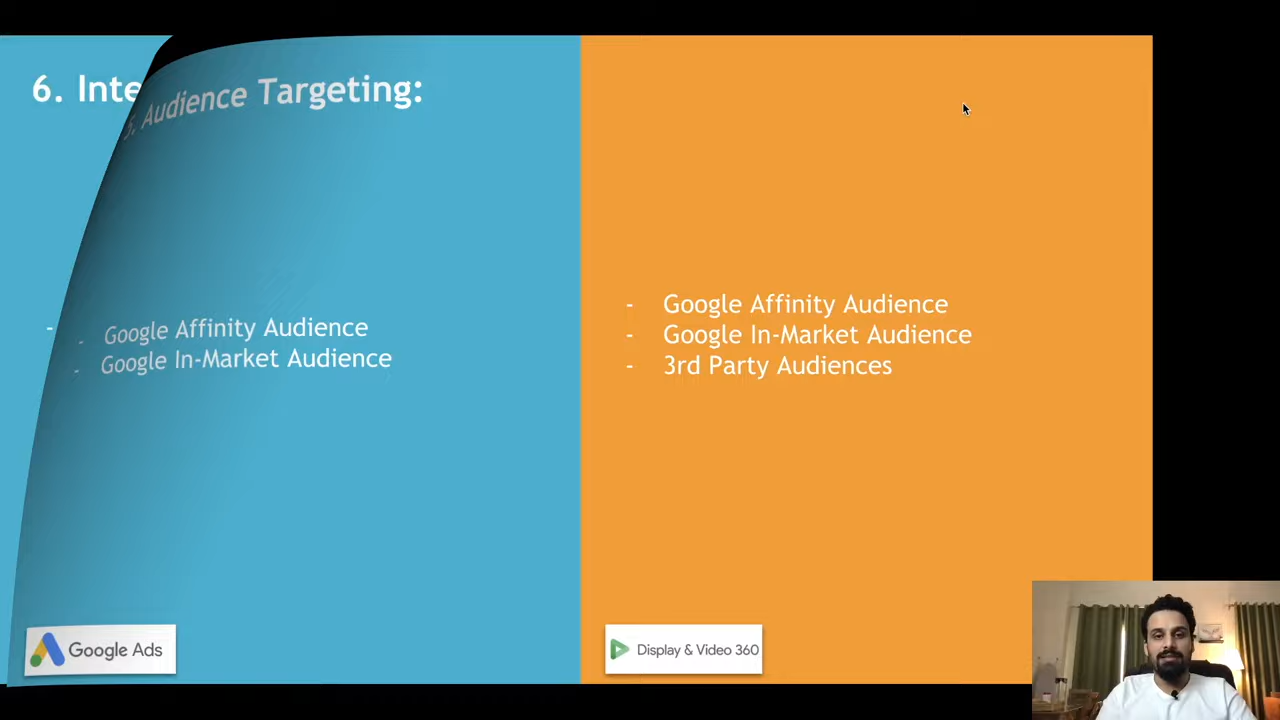 6. Inte
5. Audience Targeting:
-
- Google Affinity Audience
- Google In-Market Audience
- Google Affinity Audience
- Google In-Market Audience
- 3rd Party Audiences
Google Ads
Display & Video 360